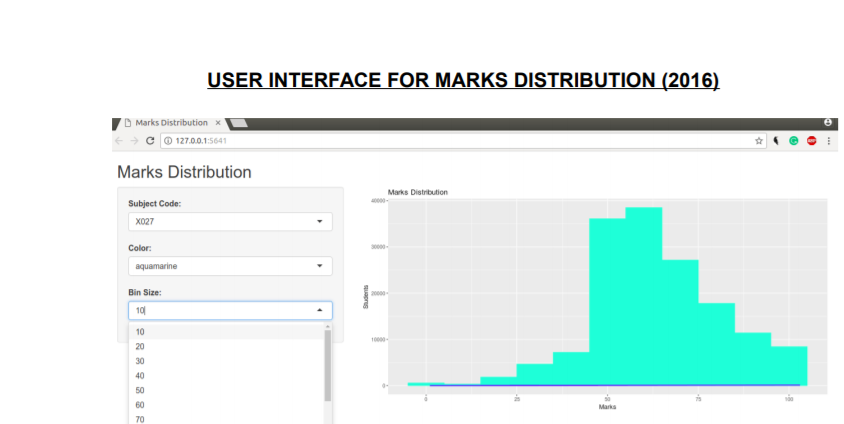 USER INTERFACE FOR MARKS DISTRIBUTION (2016)
Marks Distribution ×
127.0.0.1:5641
Marks Distribution
Subject Code:
X027
Color:
aquamarine
Bin Size:
10
10
20
30
40
50
60
70
Marks Distribution
40000
30000
20000
10000
0
Students
0 25 50 75 100
Marks